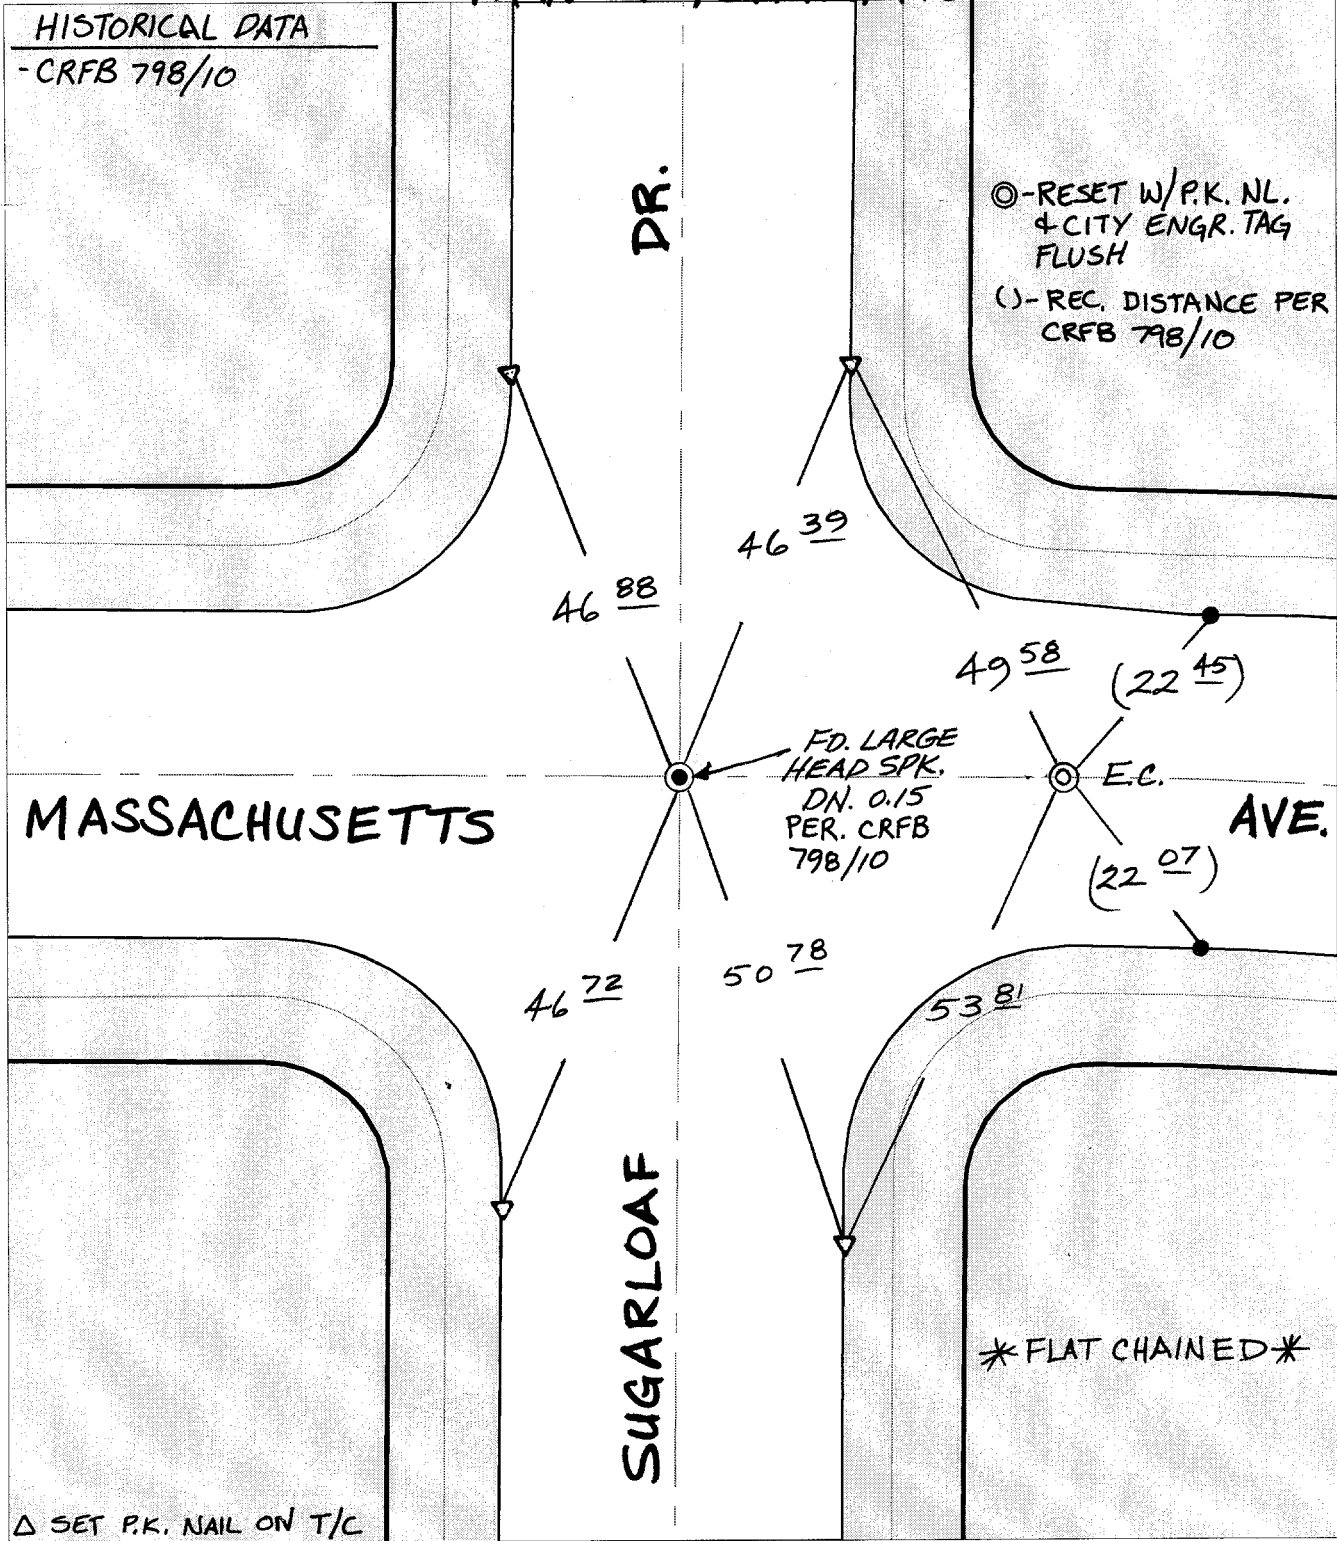 HISTORICAL DATA
- CRFB 798/10
DR.
◎-RESET W/P.K. NL.
& CITY ENGR. TAG
FLUSH
()- REC. DISTANCE PER
CRFB 798/10
46 39
46 88
49 58
(22 45)
FD. LARGE
HEAD SPK.
DN. 0.15
PER. CRFB
798/10
E.C.
MASSACHUSETTS
AVE.
(22 07)
46 72
50 78
53 81
SUGARLOAF
* FLAT CHAINED *
△ SET P.K. NAIL ON T/C